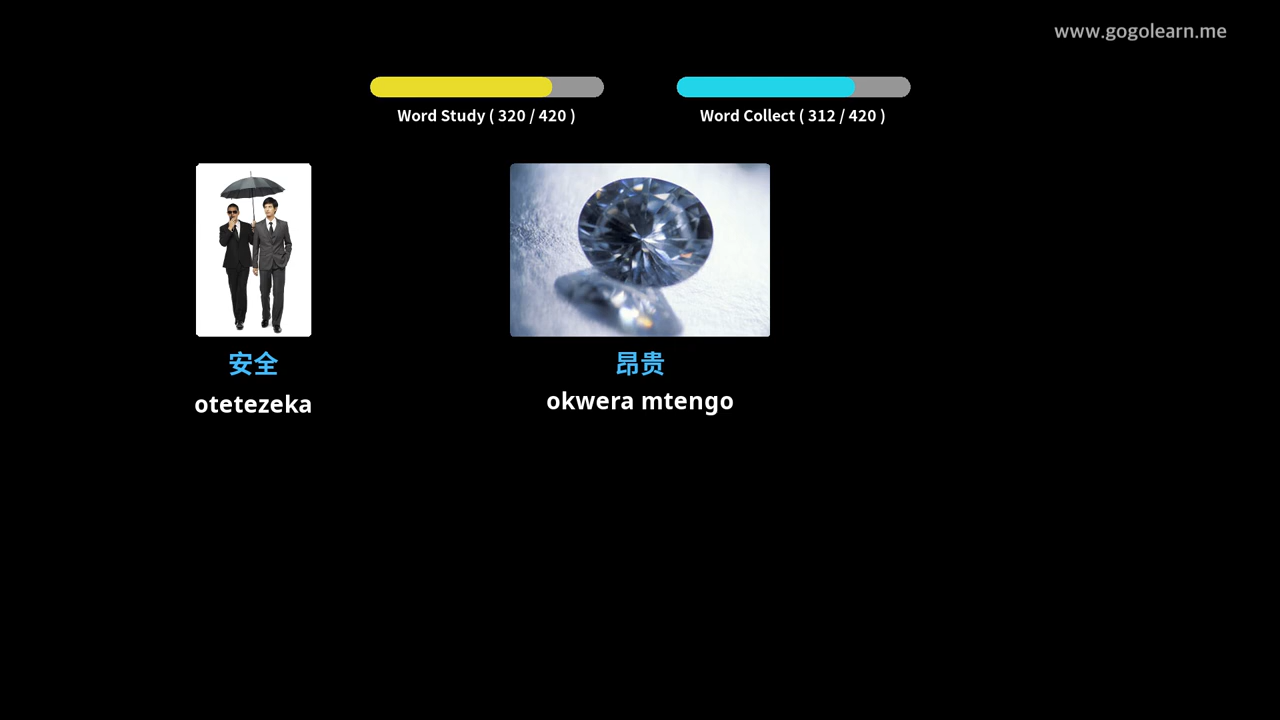 www.gogolearn.me
Word Study ( 320 / 420 )
Word Collect ( 312 / 420 )
安全
otetezeka
昂贵
okwera mtengo